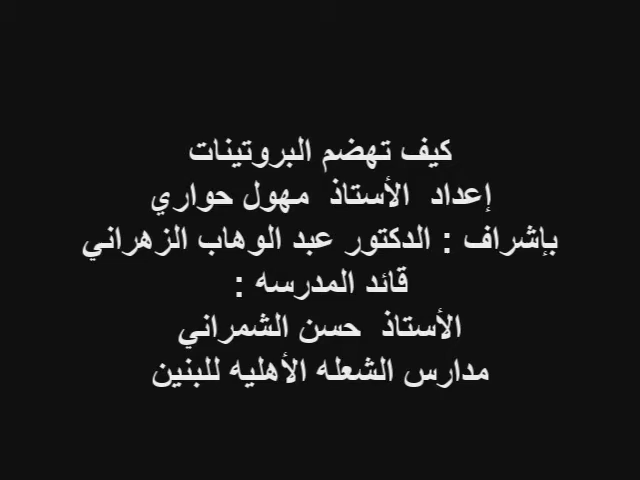 كيف تهضم البروتينات
إعداد الأستاذ مهول حواري
بإشراف : الدكتور عبد الوهاب الزهراني
قائد المدرسه :
الأستاذ حسن الشمراني
مدارس الشعله الأهليه للبنين